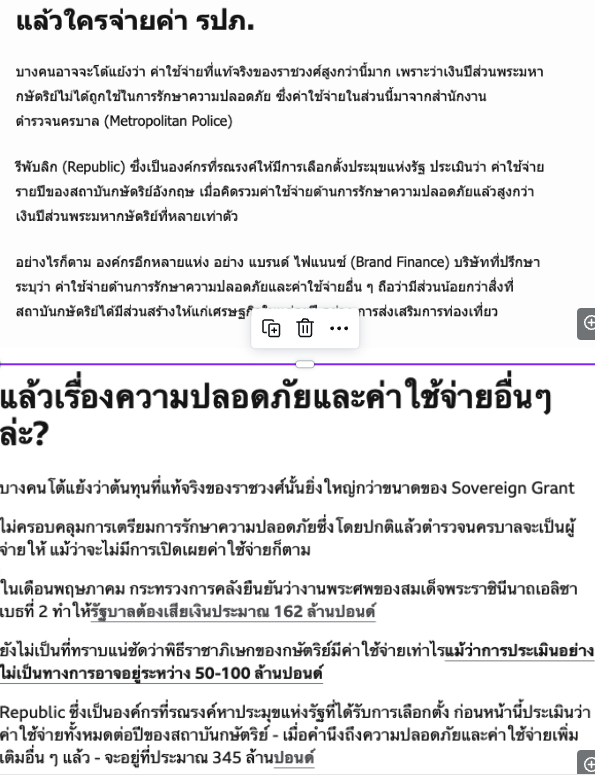 แล้วใครจ่ายค่า รปภ.
บางคนอาจจะโต้แย้งว่า ค่าใช้จ่ายที่แท้จริงของราชวงศ์สูงกว่านี้มาก เพราะว่าเงินปีส่วนพระมหา
กษัตริย์ไม่ได้ถูกใช้ในการรักษาความปลอดภัย ซึ่งค่าใช้จ่ายในส่วนนี้มาจากสำนักงาน
ตำรวจนครบาล (Metropolitan Police)
รีพับลิก (Republic) ซึ่งเป็นองค์กรที่รณรงค์ให้มีการเลือกตั้งประมุขแห่งรัฐ ประเมินว่า ค่าใช้จ่าย
รายปีของสถาบันกษัตริย์อังกฤษ เมื่อคิดรวมค่าใช้จ่ายด้านการรักษาความปลอดภัยแล้วสูงกว่า
เงินปีส่วนพระมหากษัตริย์ที่หลายเท่าตัว
อย่างไรก็ตาม องค์กรอีกหลายแห่ง อย่าง แบรนด์ ไฟแนนซ์ (Brand Finance) บริษัทที่ปรึกษา
ระบุว่า ค่าใช้จ่ายด้านการรักษาความปลอดภัยและค่าใช้จ่ายอื่น ๆ ถือว่ามีส่วนน้อยกว่าสิ่งที่
สถาบันกษัตริย์ได้มีส่วนสร้างให้แก่เศรษฐกิจ การส่งเสริมการท่องเที่ยว
แล้วเรื่องความปลอดภัยและค่าใช้จ่ายอื่นๆ
ล่ะ?
บางคนโต้แย้งว่าต้นทุนที่แท้จริงของราชวงศ์นั้นยิ่งใหญ่กว่าขนาดของ Sovereign Grant
ไม่ครอบคลุมการเตรียมการรักษาความปลอดภัยซึ่งโดยปกติแล้วตำรวจนครบาลจะเป็นผู้
จ่ายให้ แม้ว่าจะไม่มีการเปิดเผยค่าใช้จ่ายก็ตาม
ในเดือนพฤษภาคม กระทรวงการคลังยืนยันว่างานพระศพของสมเด็จพระราชินีนาถเอลิซา
เบธที่ 2 ทำให้รัฐบาลต้องเสียเงินประมาณ 162 ล้านปอนด์
ยังไม่เป็นที่ทราบแน่ชัดว่าพิธีราชาภิเษกของกษัตริย์มีค่าใช้จ่ายเท่าไรแม้ว่าการประเมินอย่าง
ไม่เป็นทางการอาจอยู่ระหว่าง 50-100 ล้านปอนด์
Republic ซึ่งเป็นองค์กรที่รณรงค์หาประมุขแห่งรัฐที่ได้รับการเลือกตั้ง ก่อนหน้านี้ประเมินว่า
ค่าใช้จ่ายทั้งหมดต่อปีของสถาบันกษัตริย์ - เมื่อคำนึงถึงความปลอดภัยและค่าใช้จ่ายเพิ่ม
เติมอื่น ๆ แล้ว - จะอยู่ที่ประมาณ 345 ล้านปอนด์